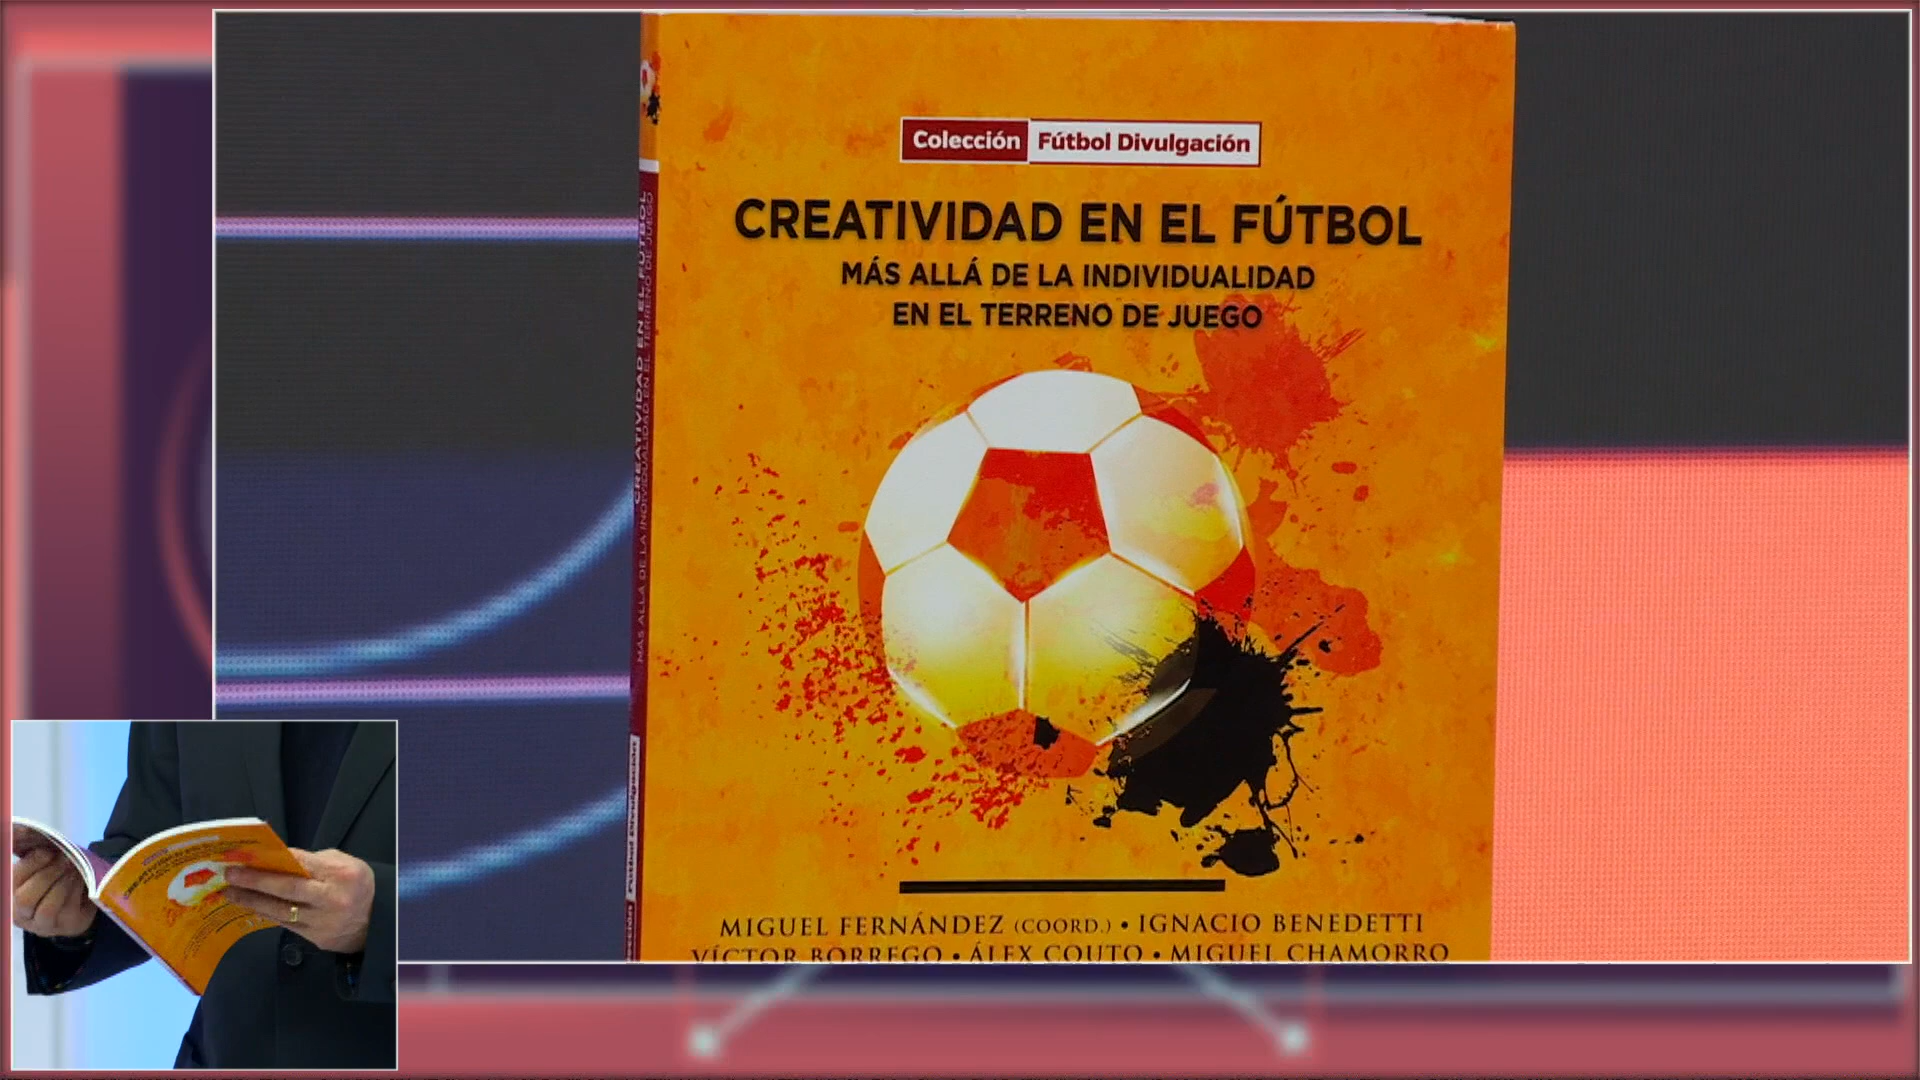 Colección Fútbol Divulgación
CREATIVIDAD EN EL FÚTBOL
MÁS ALLÁ DE LA INDIVIDUALIDAD
EN EL TERRENO DE JUEGO
MIGUEL FERNÁNDEZ (COORD.) • IGNACIO BENEDETTI
VÍCTOR BORREGO • ÁLEX COUTO • MIGUEL CHAMORRO
CREATIVIDAD EN EL FÚTBOL
MÁS ALLÁ DE LA INDIVIDUALIDAD EN EL TERRENO DE JUEGO
Fútbol Divulgación